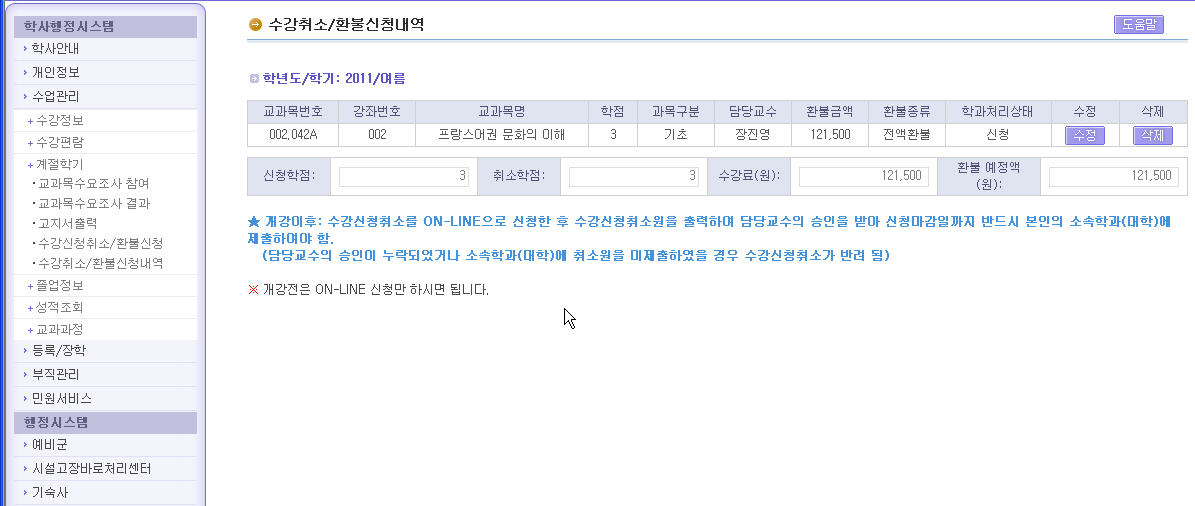 학사행정시스템
학사안내
개인정보
수업관리
+ 수강정보
+ 수강편람
+ 계절학기
· 교과목수요조사 참여
· 교과목수요조사 결과
· 고지서출력
· 수강신청취소/환불신청
· 수강취소/환불신청내역
+ 졸업정보
+ 성적조회
+ 교과과정
등록/장학
부직관리
민원서비스
행정시스템
예비군
시설고장바로처리센터
기숙사
수강취소/환불신청내역
도움말
학년도/학기: 2011/여름
교과목번호 강좌번호 교과목명 학점 과목구분 담당교수 환불금액 환불종류 학과처리상태 수정 삭제
002,042A 002 프랑스어권 문화의 이해 3 기초 장진영 121,500 전액환불 신청 수정 삭제
신청학점: 3 취소학점: 3 수강료(원): 121,500 환불 예정액 (원): 121,500
★ 개강이후: 수강신청취소를 ON-LINE으로 신청한 후 수강신청취소원을 출력하여 담당교수의 승인을 받아 신청마감일까지 반드시 본인의 소속학과(대학)에
제출하여야 함.
(담당교수의 승인이 누락되었거나 소속학과(대학)에 취소원을 미제출하였을 경우 수강신청취소가 반려 됨)
※ 개강전은 ON-LINE 신청만 하시면 됩니다.